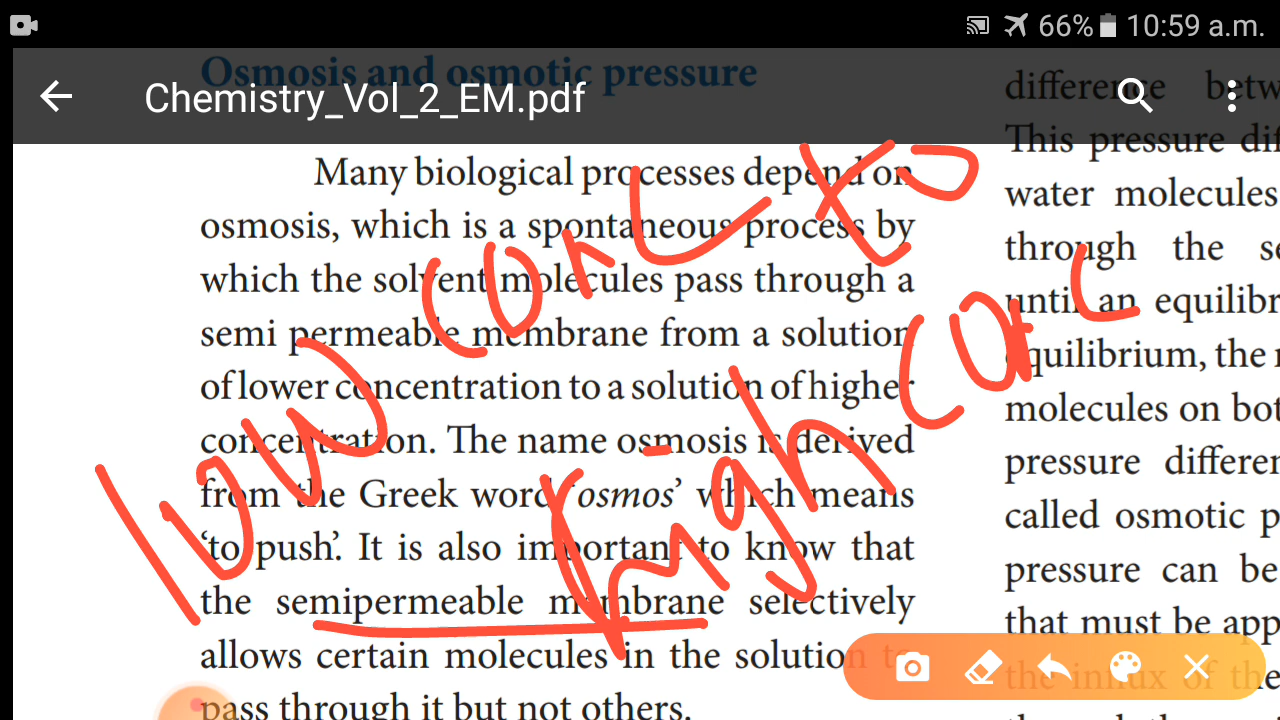 66% 10:59 a.m.
Chemistry_Vol_2_EM.pdf
Osmosis and osmotic pressure
Many biological processes depend on
osmosis, which is a spontaneous process by
which the solvent molecules pass through a
semi permeable membrane from a solution
of lower concentration to a solution of higher
concentration. The name osmosis is derived
from the Greek word ‘osmos’ which means
‘to push’. It is also important to know that
the semipermeable membrane selectively
allows certain molecules in the solution to
pass through it but not others.
difference betw
This pressure dif
water molecules
through the se
until an equilibr
equilibrium, the
molecules on bot
pressure differen
called osmotic p
pressure can be
that must be app
the influx of the
low conc to
high conc